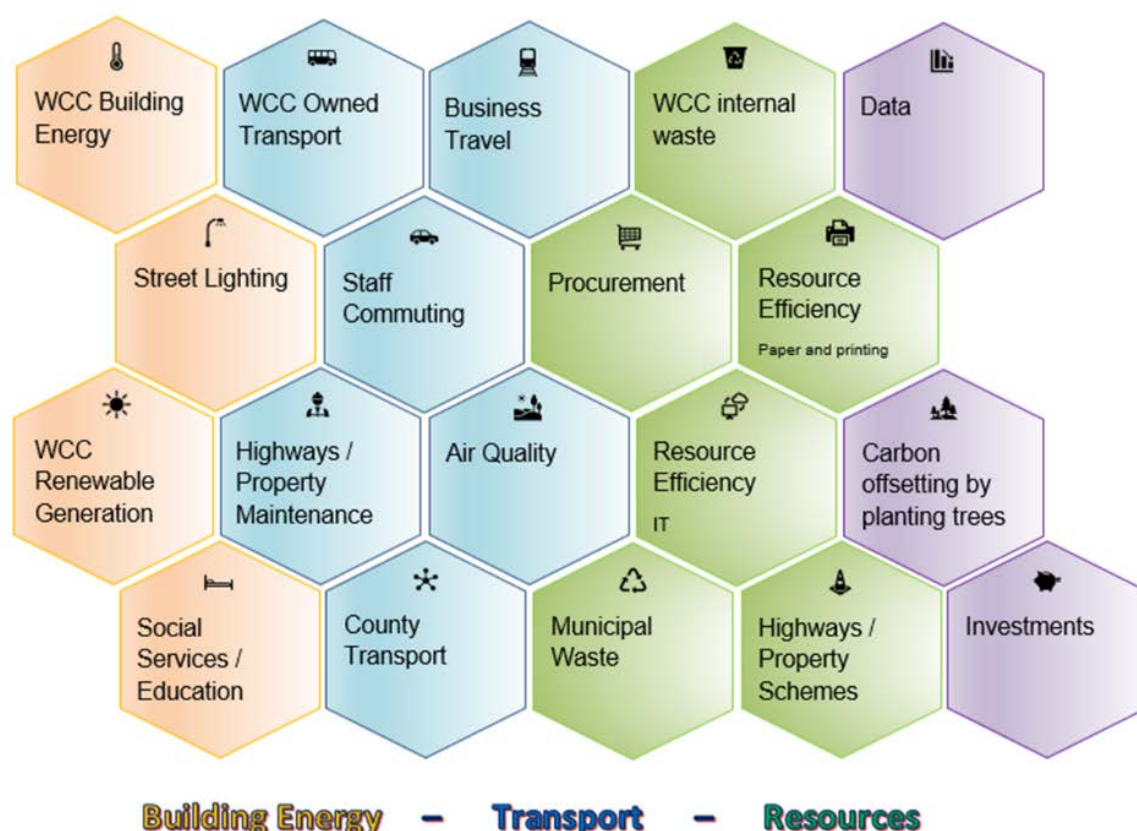 WCC Building
Energy
WCC Owned
Transport
Business
Travel
WCC internal
waste
Data
Street Lighting
Staff
Commuting
Procurement
Resource
Efficiency
Paper and printing
WCC
Renewable
Generation
Highways /
Property
Maintenance
Air Quality
Resource
Efficiency
IT
Carbon
offsetting by
planting trees
Social
Services /
Education
County
Transport
Municipal
Waste
Highways /
Property
Schemes
Investments
Building Energy – Transport – Resources